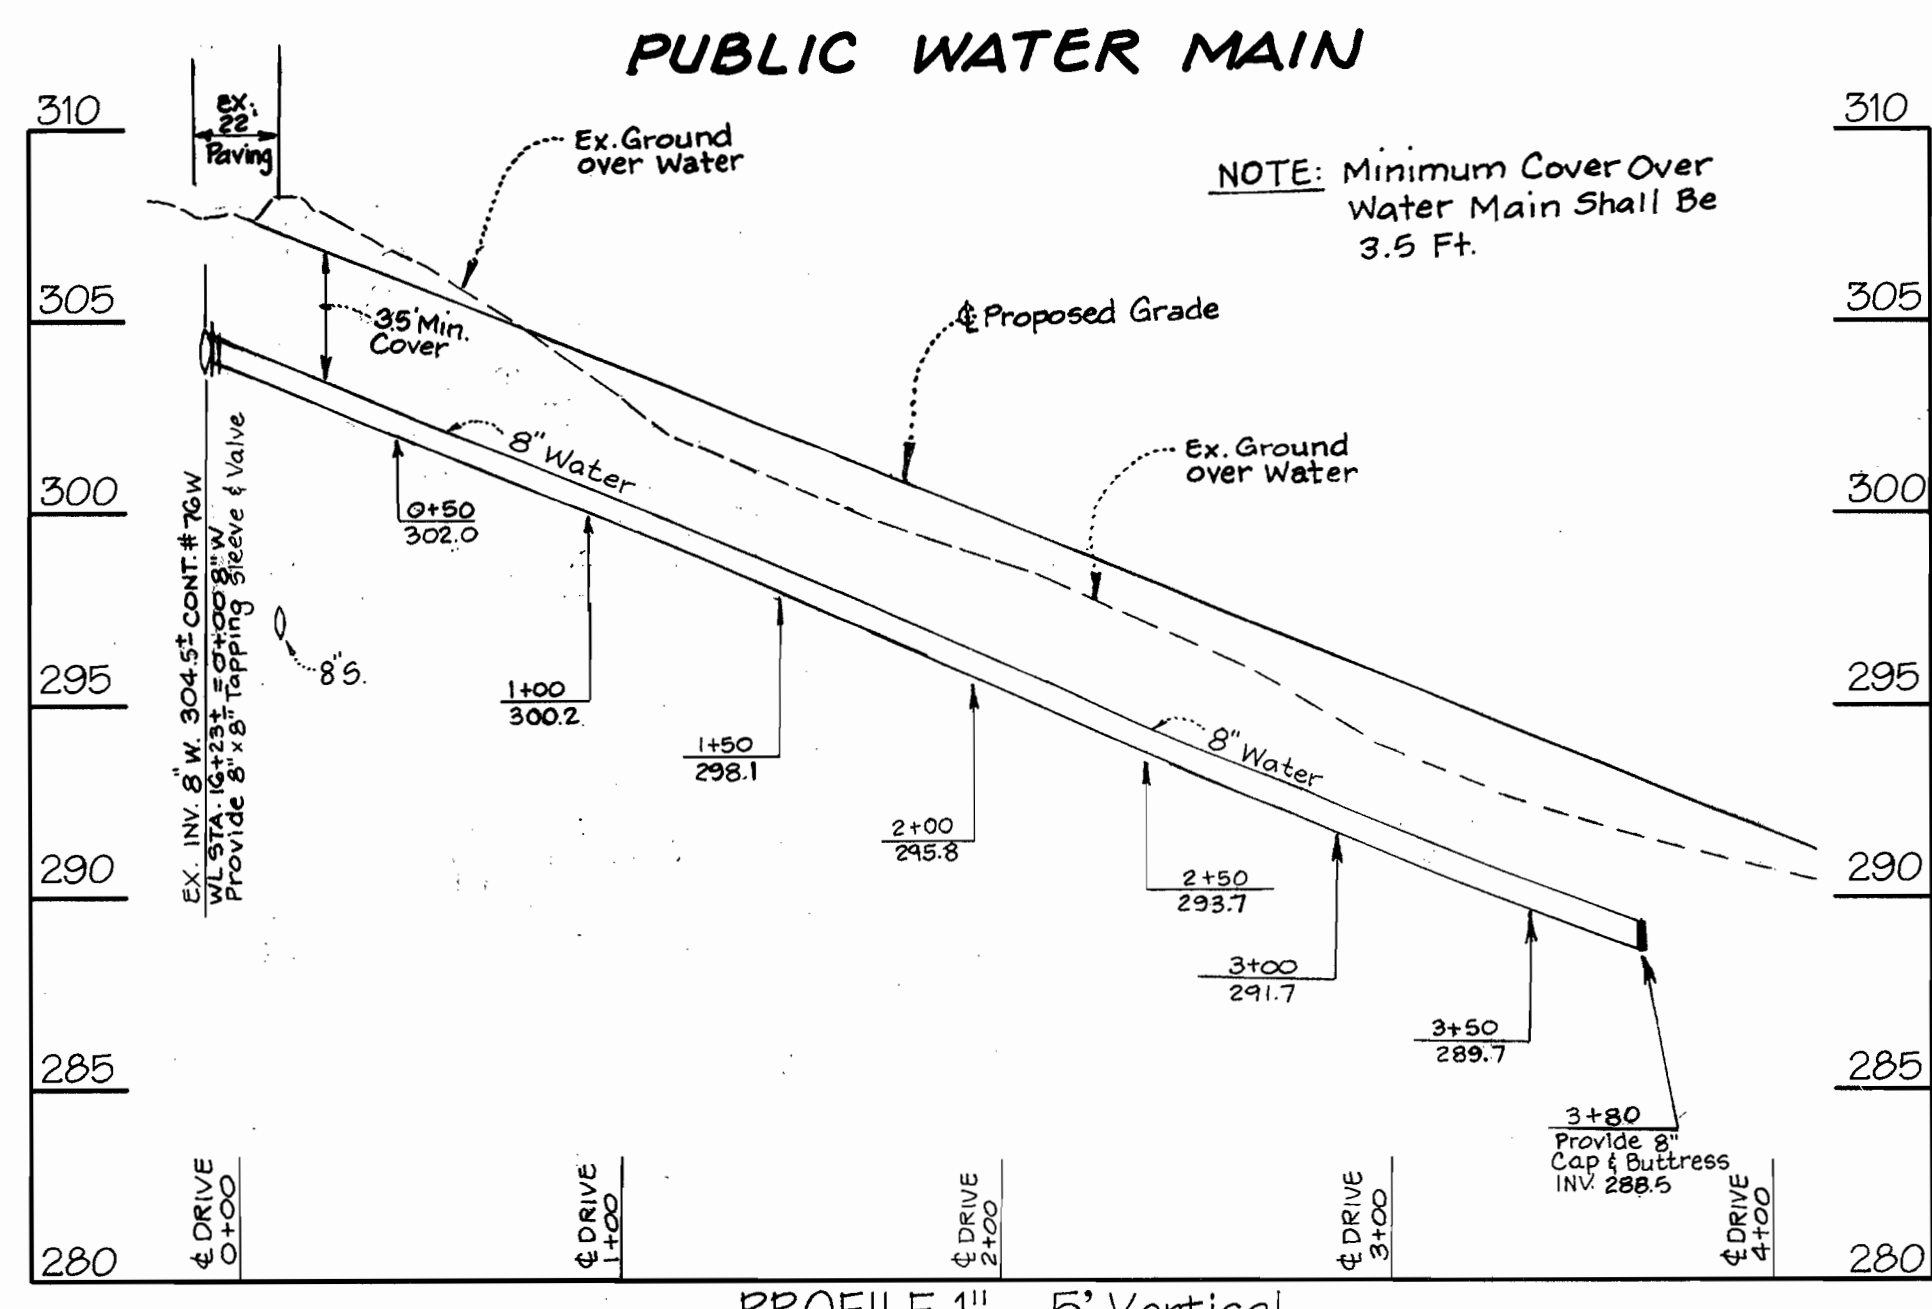 PUBLIC WATER MAIN
310
310
EX.
22'
Paving
Ex. Ground
over Water
NOTE: Minimum Cover Over
Water Main Shall Be
3.5 Ft.
305
305
3.5' Min.
Cover
℄ Proposed Grade
8" Water
Ex. Ground
over Water
300
300
0+50
302.0
EX. INV. 8" W. 304.5± CONT. # 76W
WL STA. 16+23± = 0+00 8" W
Provide 8" x 8" Tapping Sleeve & Valve
8" S.
295
295
1+00
300.2
1+50
298.1
8" Water
2+00
295.8
290
290
2+50
293.7
3+00
291.7
3+50
289.7
285
285
3+80
Provide 8"
Cap & Buttress
INV. 288.5
℄ DRIVE
0+00
℄ DRIVE
1+00
℄ DRIVE
2+00
℄ DRIVE
3+00
℄ DRIVE
4+00
280
280
PROFILE 1" 5' Vertical